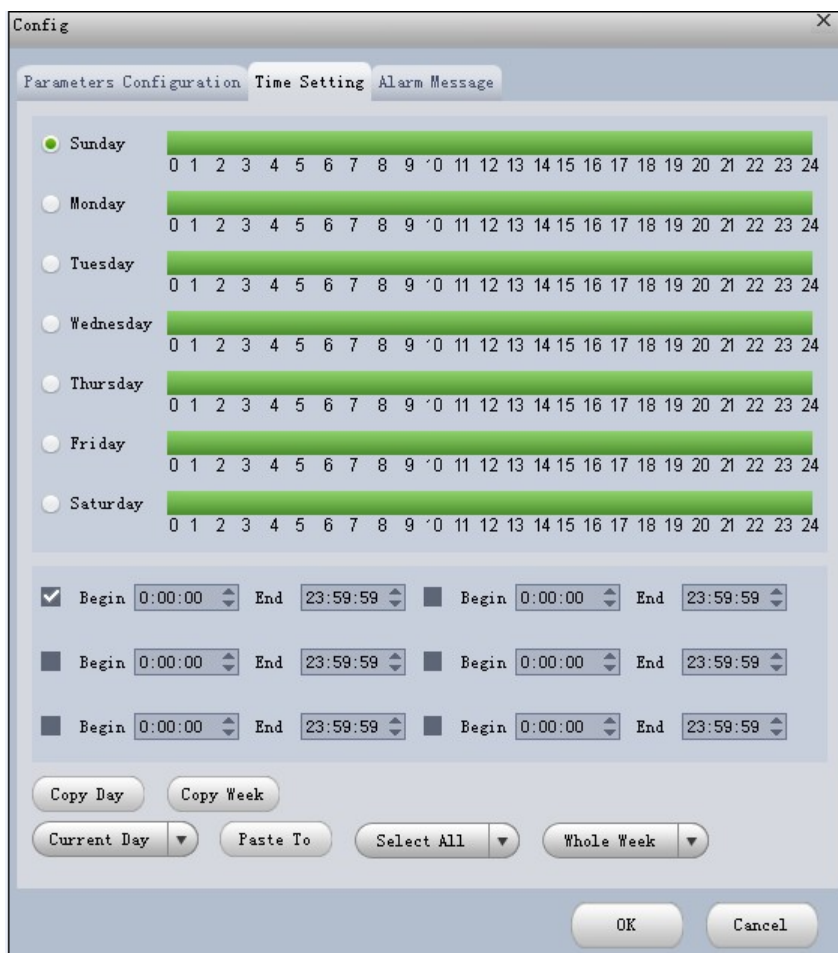 Config
Parameters Configuration Time Setting Alarm Message
Sunday
0 1 2 3 4 5 6 7 8 9 10 11 12 13 14 15 16 17 18 19 20 21 22 23 24
Monday
0 1 2 3 4 5 6 7 8 9 10 11 12 13 14 15 16 17 18 19 20 21 22 23 24
Tuesday
0 1 2 3 4 5 6 7 8 9 10 11 12 13 14 15 16 17 18 19 20 21 22 23 24
Wednesday
0 1 2 3 4 5 6 7 8 9 10 11 12 13 14 15 16 17 18 19 20 21 22 23 24
Thursday
0 1 2 3 4 5 6 7 8 9 10 11 12 13 14 15 16 17 18 19 20 21 22 23 24
Friday
0 1 2 3 4 5 6 7 8 9 10 11 12 13 14 15 16 17 18 19 20 21 22 23 24
Saturday
0 1 2 3 4 5 6 7 8 9 10 11 12 13 14 15 16 17 18 19 20 21 22 23 24
Begin 0:00:00 End 23:59:59 Begin 0:00:00 End 23:59:59
Begin 0:00:00 End 23:59:59 Begin 0:00:00 End 23:59:59
Begin 0:00:00 End 23:59:59 Begin 0:00:00 End 23:59:59
Copy Day Copy Week
Current Day Paste To Select All Whole Week
OK Cancel